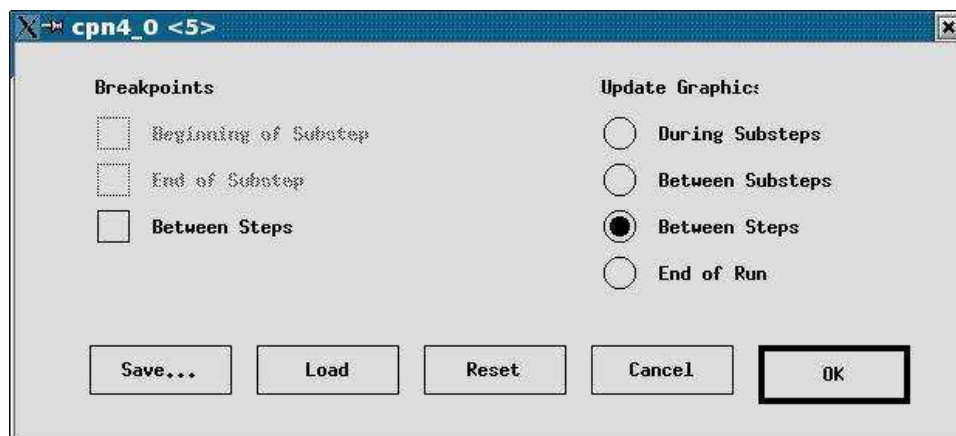 cpn4_0 <5>
Breakpoints
Beginning of Substep
End of Substep
Between Steps
Update Graphics
During Substeps
Between Substeps
Between Steps
End of Run
Save... Load Reset Cancel OK